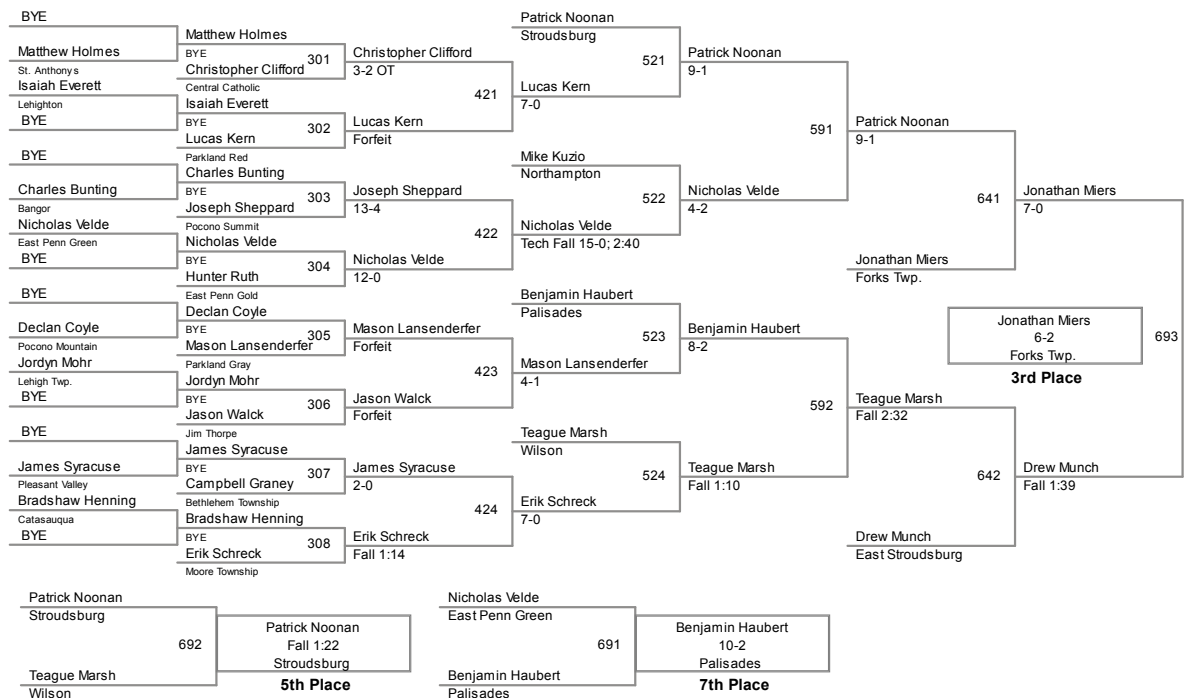 BYE
Matthew Holmes
St. Anthonys
Isaiah Everett
Lehighton
BYE
BYE
Charles Bunting
Bangor
Nicholas Velde
East Penn Green
BYE
BYE
Declan Coyle
Pocono Mountain
Jordyn Mohr
Lehigh Twp.
BYE
BYE
James Syracuse
Pleasant Valley
Bradshaw Henning
Catasauqua
BYE
Matthew Holmes
BYE
301
Christopher Clifford
Central Catholic
Isaiah Everett
BYE
302
Lucas Kern
Parkland Red
Charles Bunting
BYE
303
Joseph Sheppard
Pocono Summit
Nicholas Velde
BYE
304
Hunter Ruth
East Penn Gold
Declan Coyle
BYE
305
Mason Lansenderfer
Parkland Gray
Jordyn Mohr
BYE
306
Jason Walck
Jim Thorpe
James Syracuse
BYE
307
Campbell Graney
Bethlehem Township
Bradshaw Henning
BYE
308
Erik Schreck
Moore Township
Christopher Clifford
3-2 OT
421
Lucas Kern
Forfeit
Joseph Sheppard
13-4
422
Nicholas Velde
12-0
Mason Lansenderfer
Forfeit
423
Jason Walck
Forfeit
James Syracuse
2-0
424
Erik Schreck
Fall 1:14
Patrick Noonan
Stroudsburg
521
Lucas Kern
7-0
Mike Kuzio
Northampton
522
Nicholas Velde
Tech Fall 15-0; 2:40
Benjamin Haubert
Palisades
523
Mason Lansenderfer
4-1
Teague Marsh
Wilson
524
Erik Schreck
7-0
Patrick Noonan
9-1
591
Nicholas Velde
4-2
Benjamin Haubert
8-2
592
Teague Marsh
Fall 1:10
Patrick Noonan
9-1
641
Jonathan Miers
Forks Twp.
Teague Marsh
Fall 2:32
642
Drew Munch
East Stroudsburg
Jonathan Miers
7-0
693
Drew Munch
Fall 1:39
Jonathan Miers
6-2
Forks Twp.
3rd Place
Patrick Noonan
Stroudsburg
692
Teague Marsh
Wilson
Patrick Noonan
Fall 1:22
Stroudsburg
5th Place
Nicholas Velde
East Penn Green
691
Benjamin Haubert
Palisades
Benjamin Haubert
10-2
Palisades
7th Place